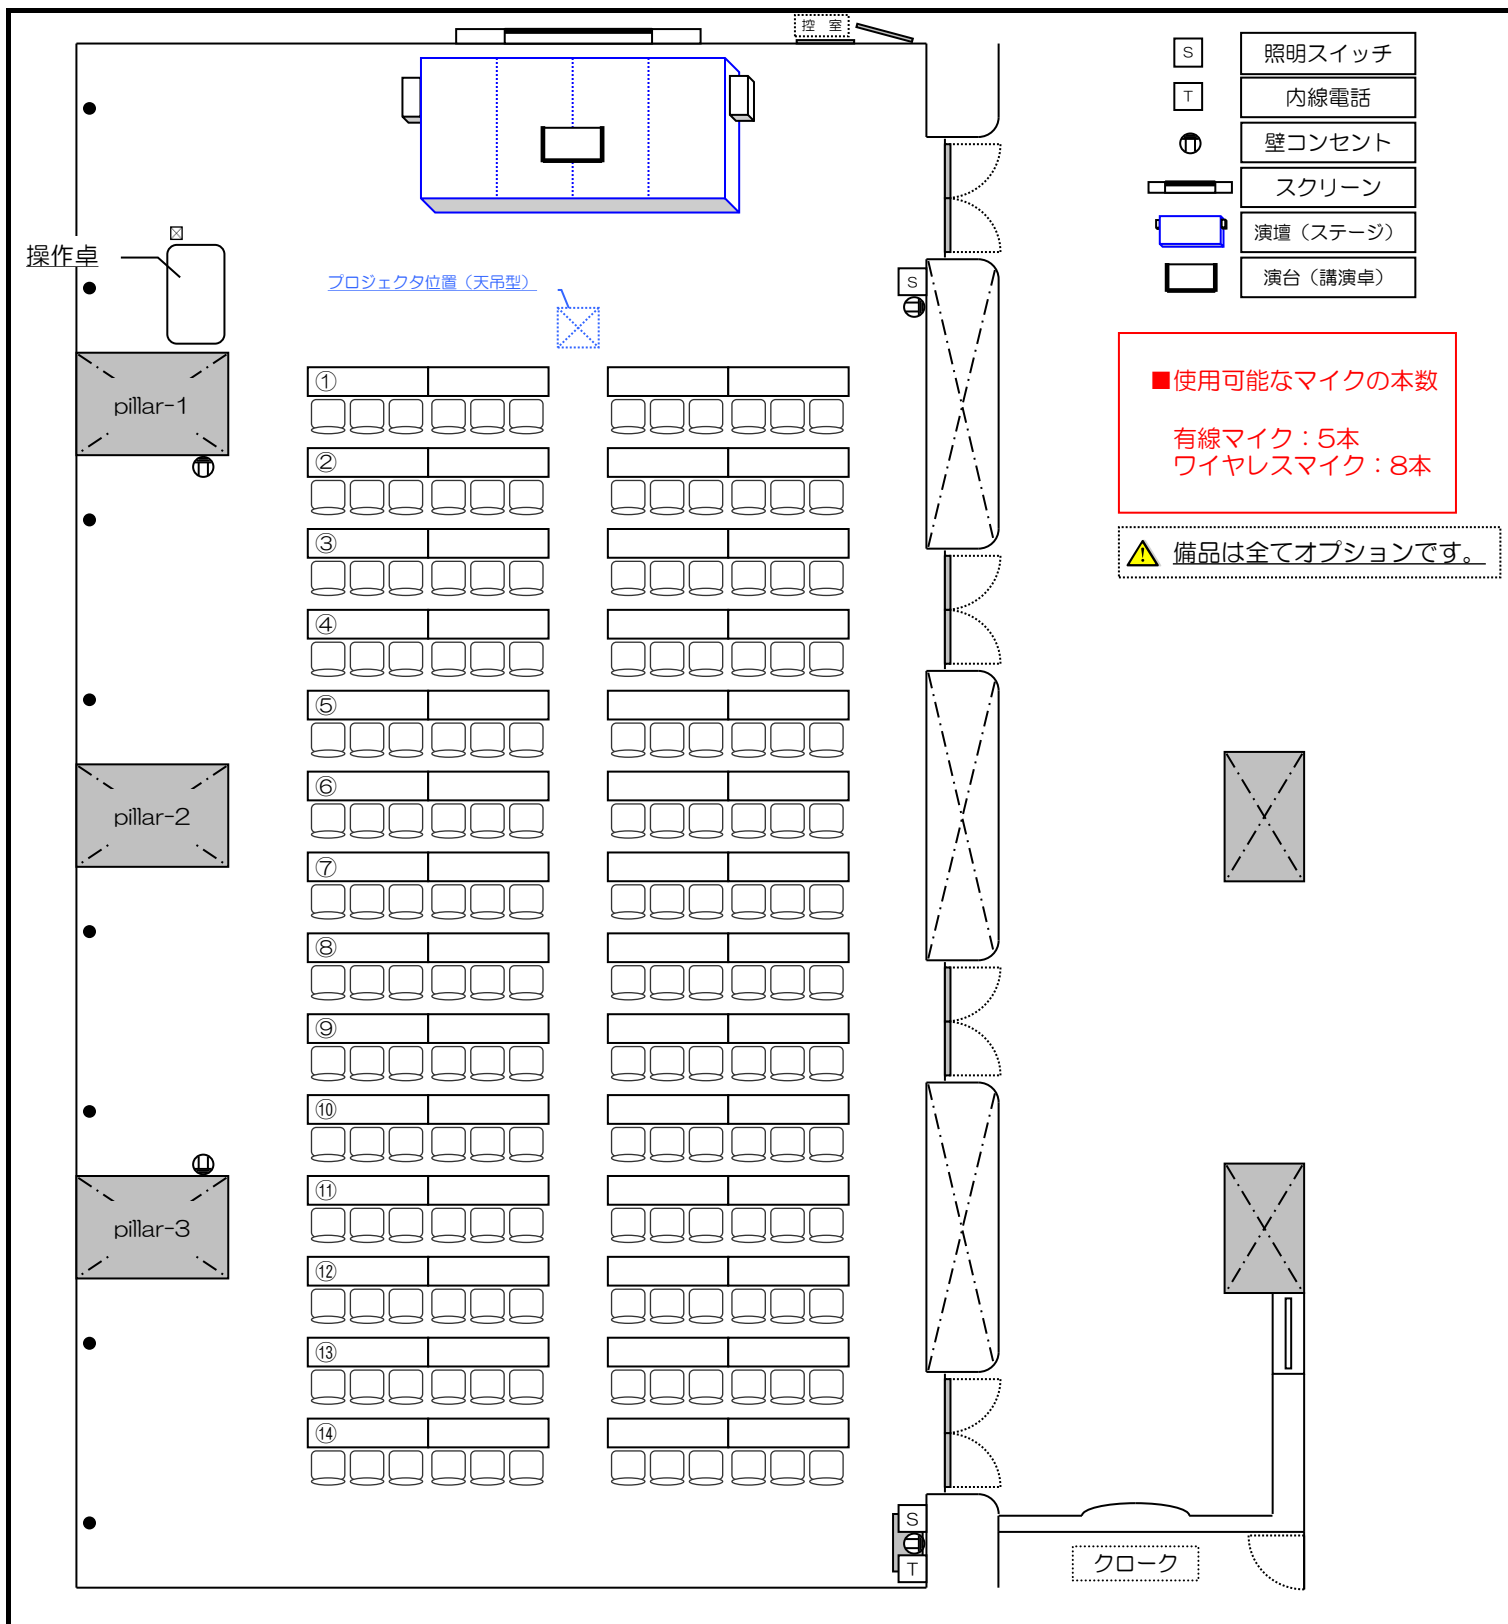 控 室
S 照明スイッチ
T 内線電話
壁コンセント
スクリーン
演壇（ステージ）
演台（講演卓）
操作卓
プロジェクタ位置（天吊型）
S
■使用可能なマイクの本数
有線マイク：5本
ワイヤレスマイク：8本
備品は全てオプションです。
pillar-1
①
②
③
④
⑤
⑥
pillar-2
⑦
⑧
⑨
⑩
⑪
pillar-3
⑫
⑬
⑭
S
T
クローク